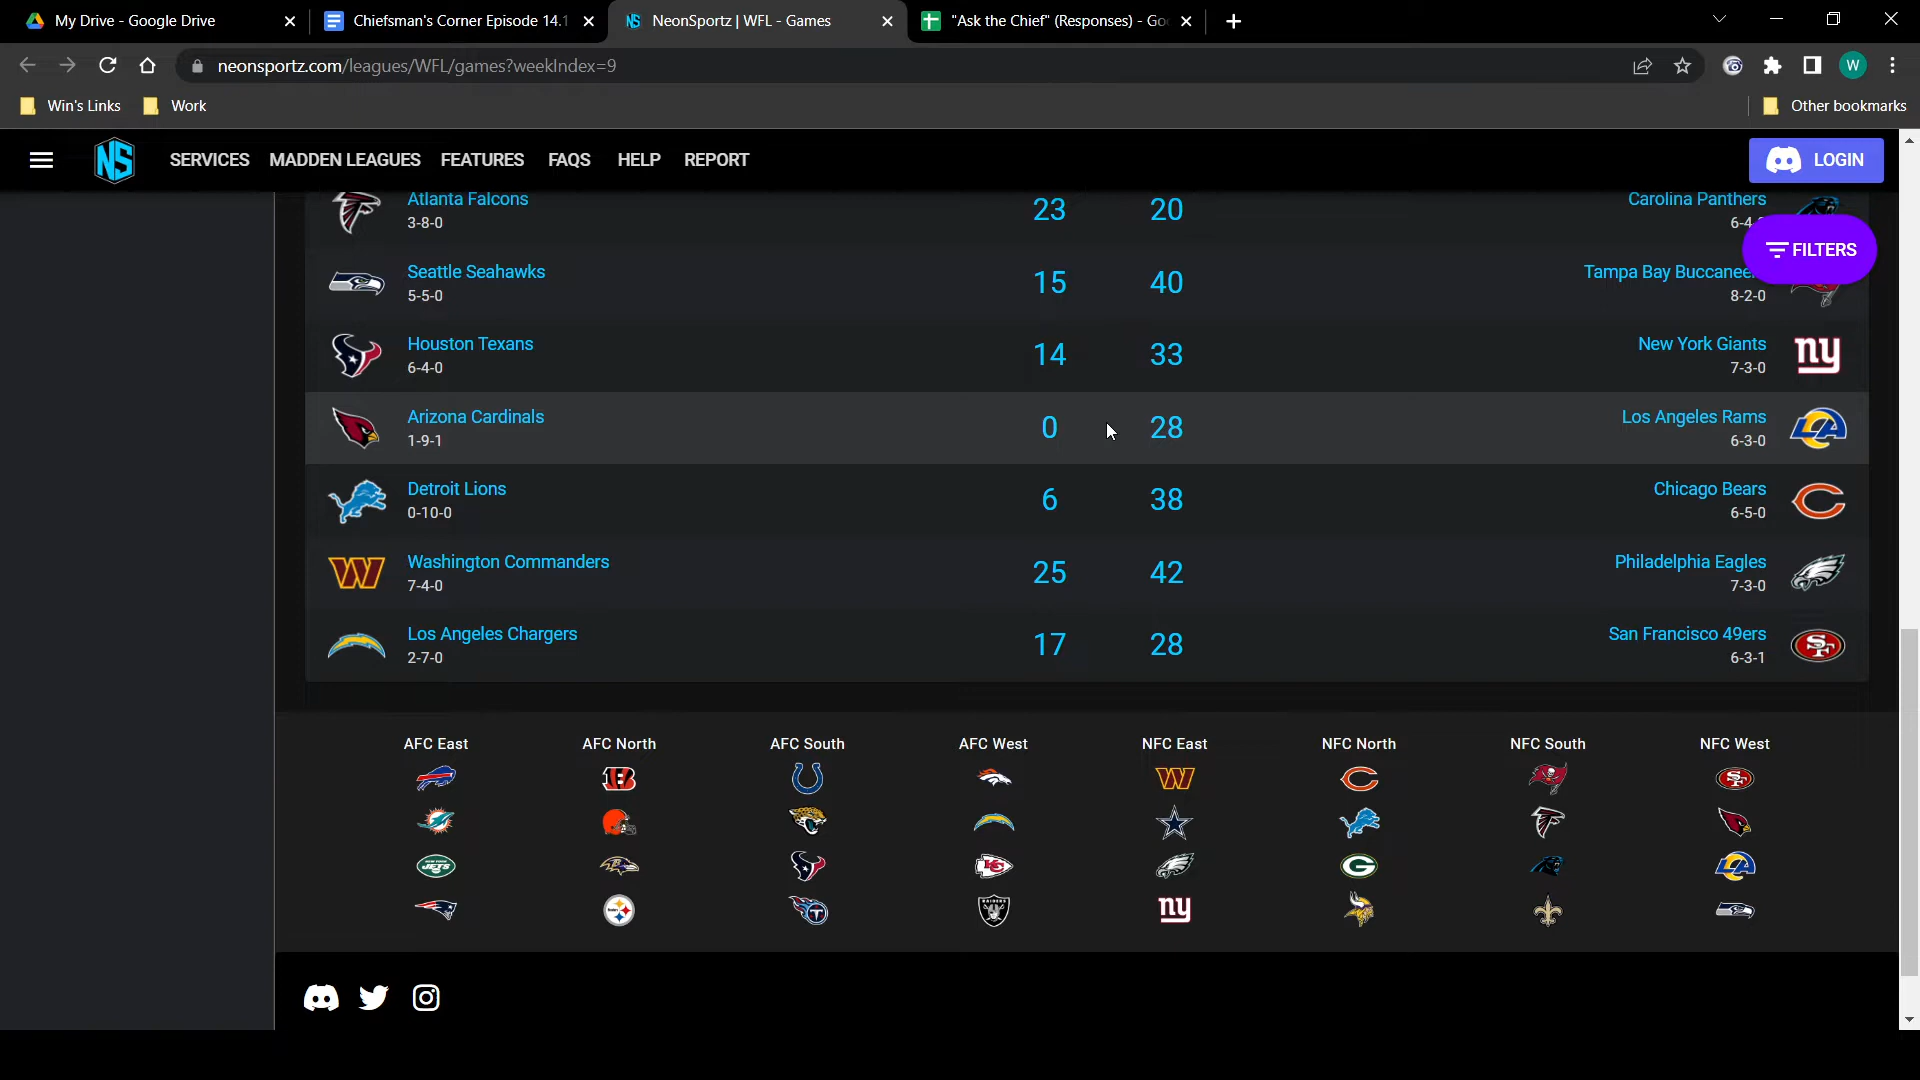 My Drive - Google Drive
Chiefsman's Corner Episode 14.1
NeonSportz | WFL - Games
"Ask the Chief" (Responses) - Go
neonsportz.com/leagues/WFL/games?weekIndex=9
W
Win's Links
Work
Other bookmarks
NS
SERVICES MADDEN LEAGUES FEATURES FAQS HELP REPORT
LOGIN
Atlanta Falcons 23 20 Carolina Panthers
3-8-0 6-4
FILTERS
Seattle Seahawks 15 40 Tampa Bay Buccanee
5-5-0 8-2-0
Houston Texans 14 33 New York Giants
6-4-0 7-3-0
ny
Arizona Cardinals 0 28 Los Angeles Rams
1-9-1 6-3-0
LA
Detroit Lions 6 38 Chicago Bears
0-10-0 6-5-0
Washington Commanders 25 42 Philadelphia Eagles
7-4-0 7-3-0
Los Angeles Chargers 17 28 San Francisco 49ers
2-7-0 6-3-1
SF
AFC East AFC North AFC South AFC West NFC East NFC North NFC South NFC West